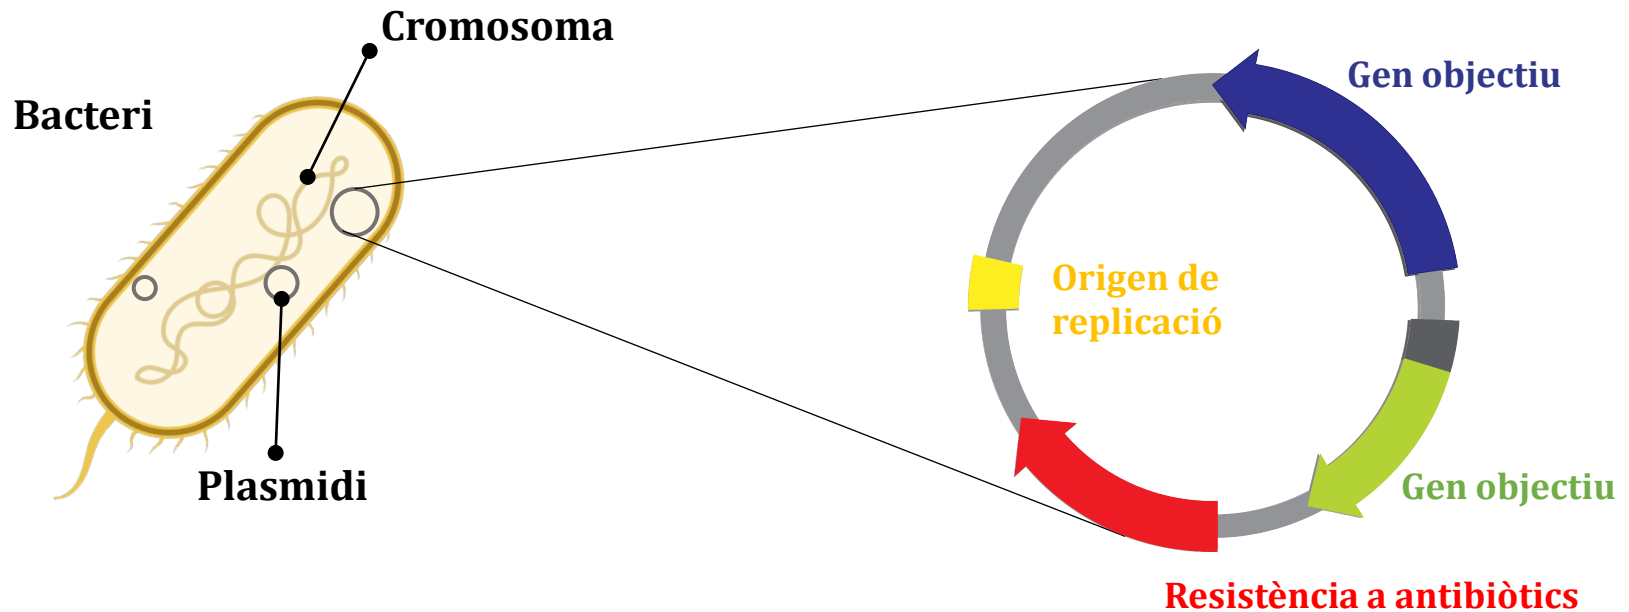 Cromosoma
Bacteri
Plasmidi
Gen objectiu
Origen de
replicació
Gen objectiu
Resistència a antibiòtics